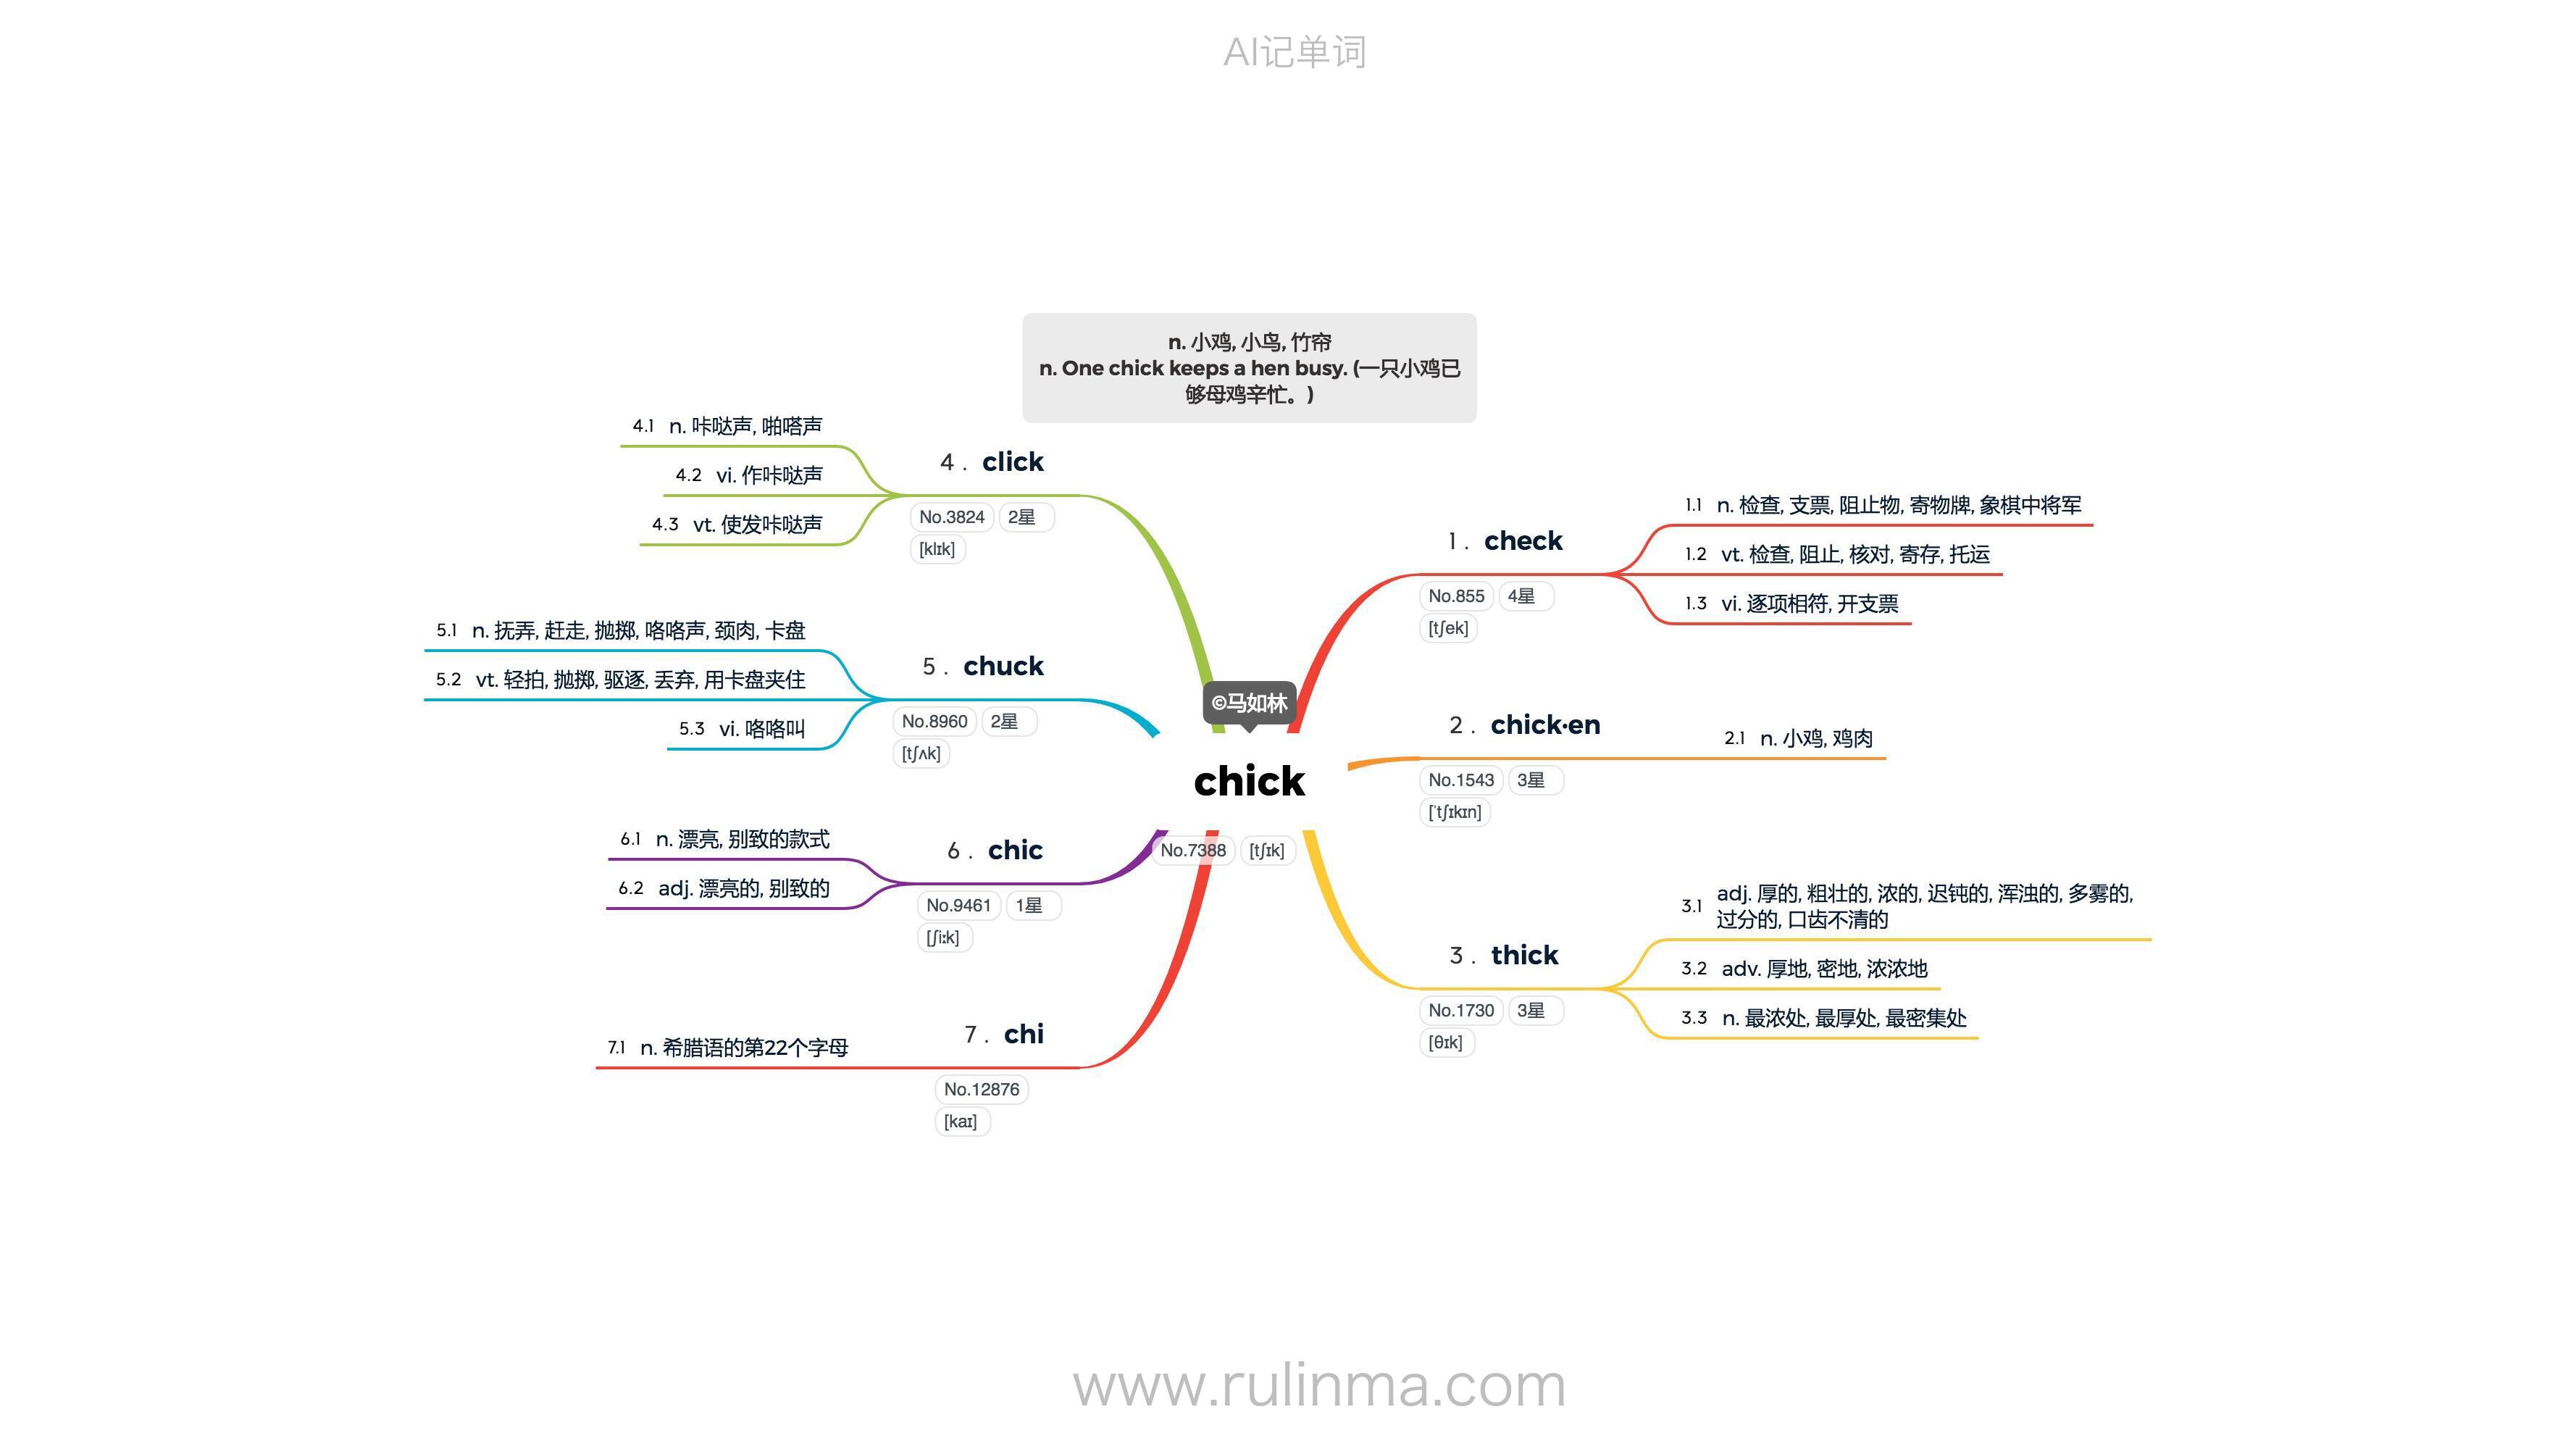 AI记单词
n. 小鸡, 小鸟, 竹帘
n. One chick keeps a hen busy. (一只小鸡已
够母鸡辛忙。)
©马如林
chick
No.7388 [tʃɪk]
1 . check
No.855 4星
[tʃek]
1.1 n. 检查, 支票, 阻止物, 寄物牌, 象棋中将军
1.2 vt. 检查, 阻止, 核对, 寄存, 托运
1.3 vi. 逐项相符, 开支票
2 . chick·en
No.1543 3星
[ˈtʃɪkɪn]
2.1 n. 小鸡, 鸡肉
3 . thick
No.1730 3星
[θɪk]
3.1 adj. 厚的, 粗壮的, 浓的, 迟钝的, 浑浊的, 多雾的,
过分的, 口齿不清的
3.2 adv. 厚地, 密地, 浓浓地
3.3 n. 最浓处, 最厚处, 最密集处
4 . click
No.3824 2星
[klɪk]
4.1 n. 咔哒声, 啪嗒声
4.2 vi. 作咔哒声
4.3 vt. 使发咔哒声
5 . chuck
No.8960 2星
[tʃʌk]
5.1 n. 抚弄, 赶走, 抛掷, 咯咯声, 颈肉, 卡盘
5.2 vt. 轻拍, 抛掷, 驱逐, 丢弃, 用卡盘夹住
5.3 vi. 咯咯叫
6 . chic
No.9461 1星
[ʃiːk]
6.1 n. 漂亮, 别致的款式
6.2 adj. 漂亮的, 别致的
7 . chi
No.12876
[kaɪ]
7.1 n. 希腊语的第22个字母
www.rulinma.com